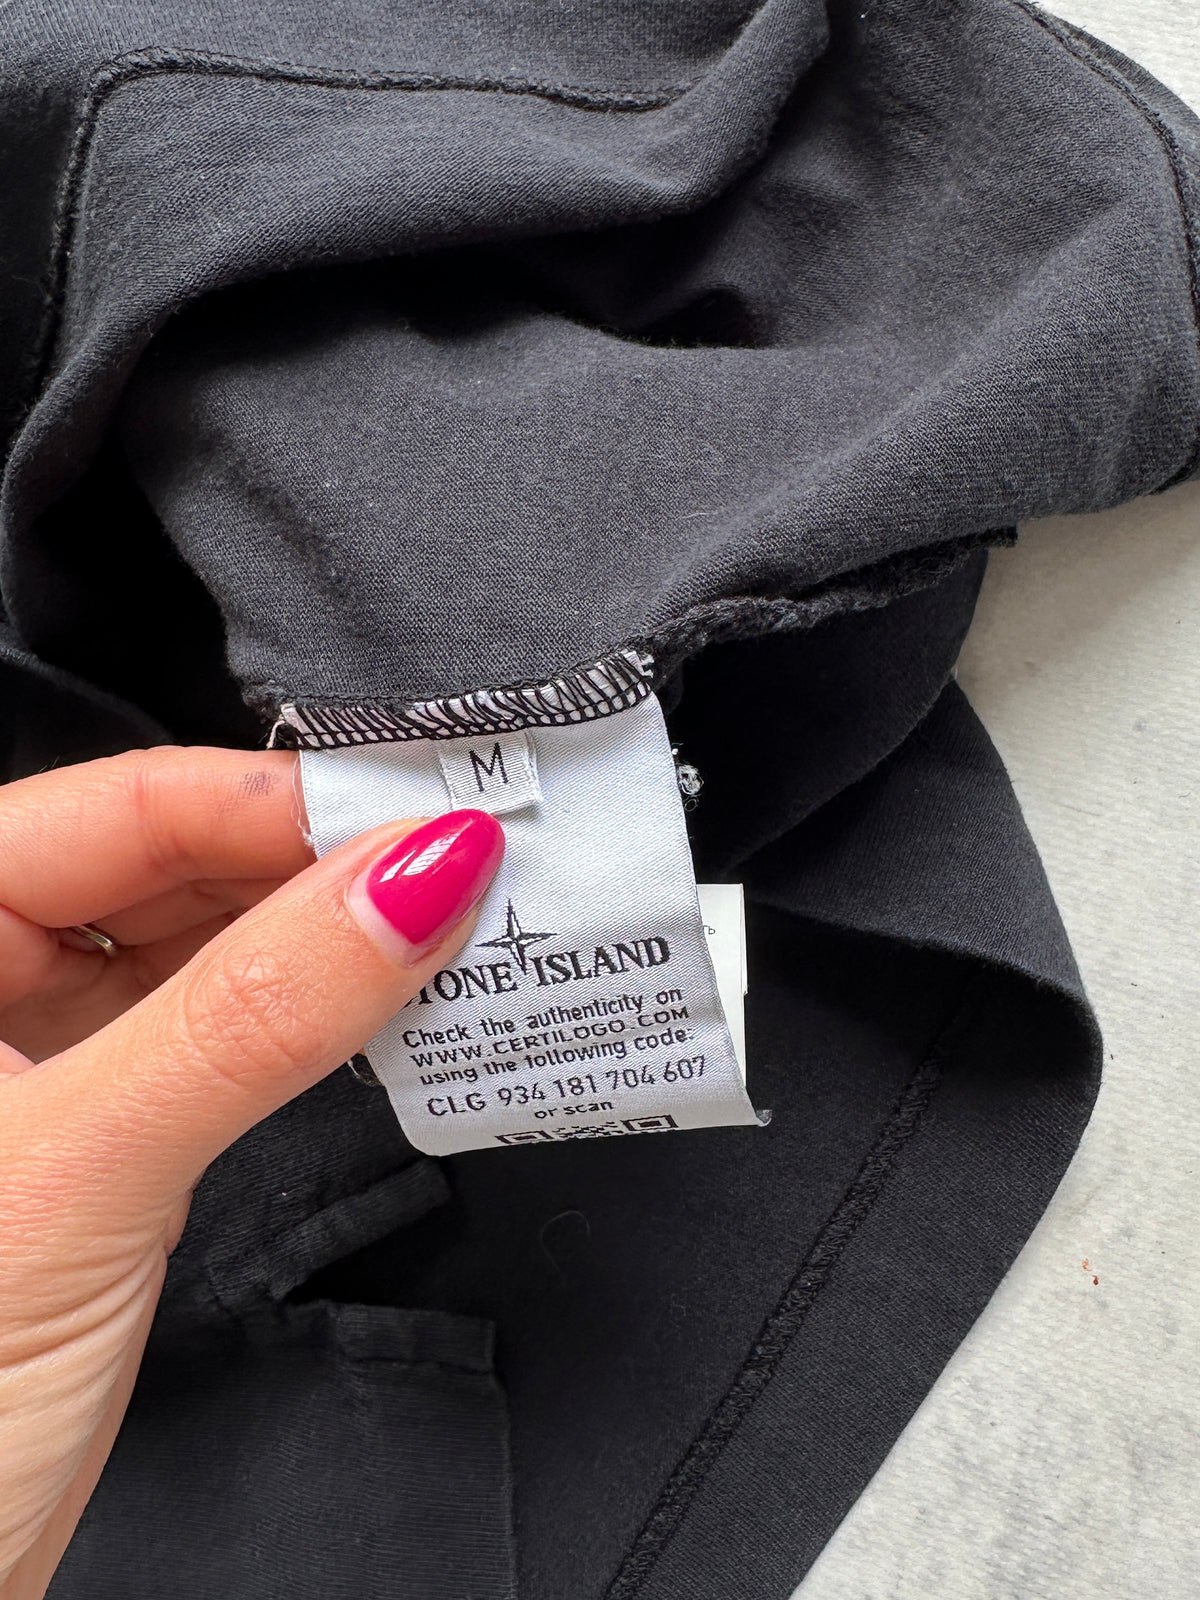 M
STONE ISLAND
Check the authenticity on
WWW.CERTILOGO.COM
using the following code:
CLG 934 181 704 607
or scan